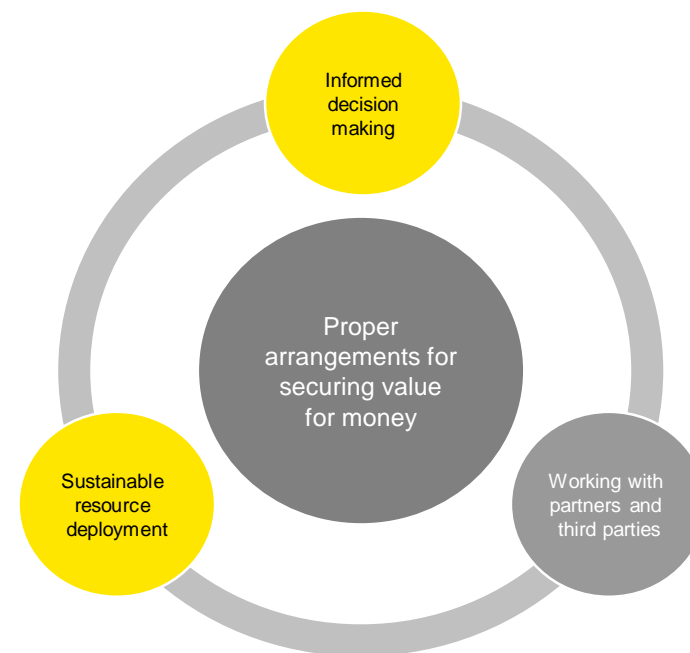 Informed
decision
making
Proper
arrangements for
securing value
for money
Sustainable
resource
deployment
Working with
partners and
third parties